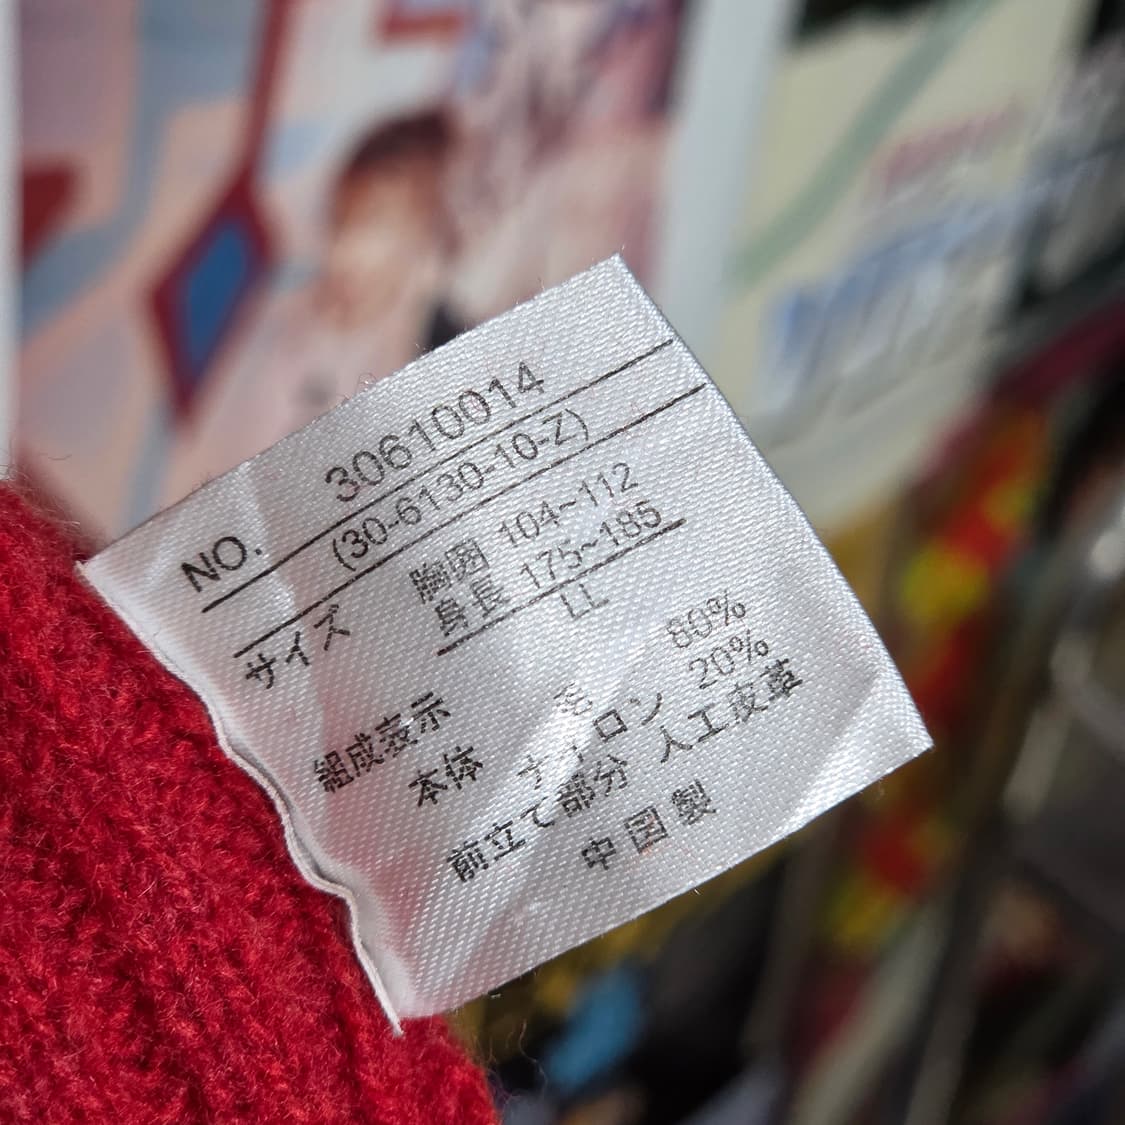 NO. 30610014
(30-6130-10-Z)
サイズ 胸囲 104~112
身長 175~185
LL
組成表示
本体 毛 80%
ナイロン 20%
前立て部分 人工皮革
中国製